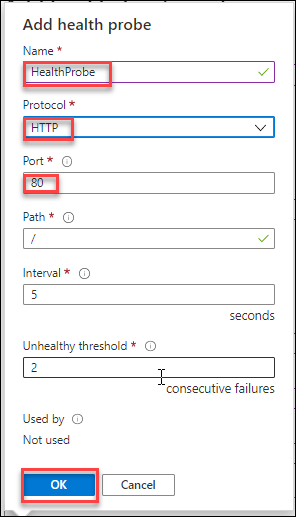 Add health probe
Name *
HealthProbe
Protocol *
HTTP
Port *
80
Path *
/
Interval *
5
seconds
Unhealthy threshold *
2
consecutive failures
Used by
Not used
OK Cancel